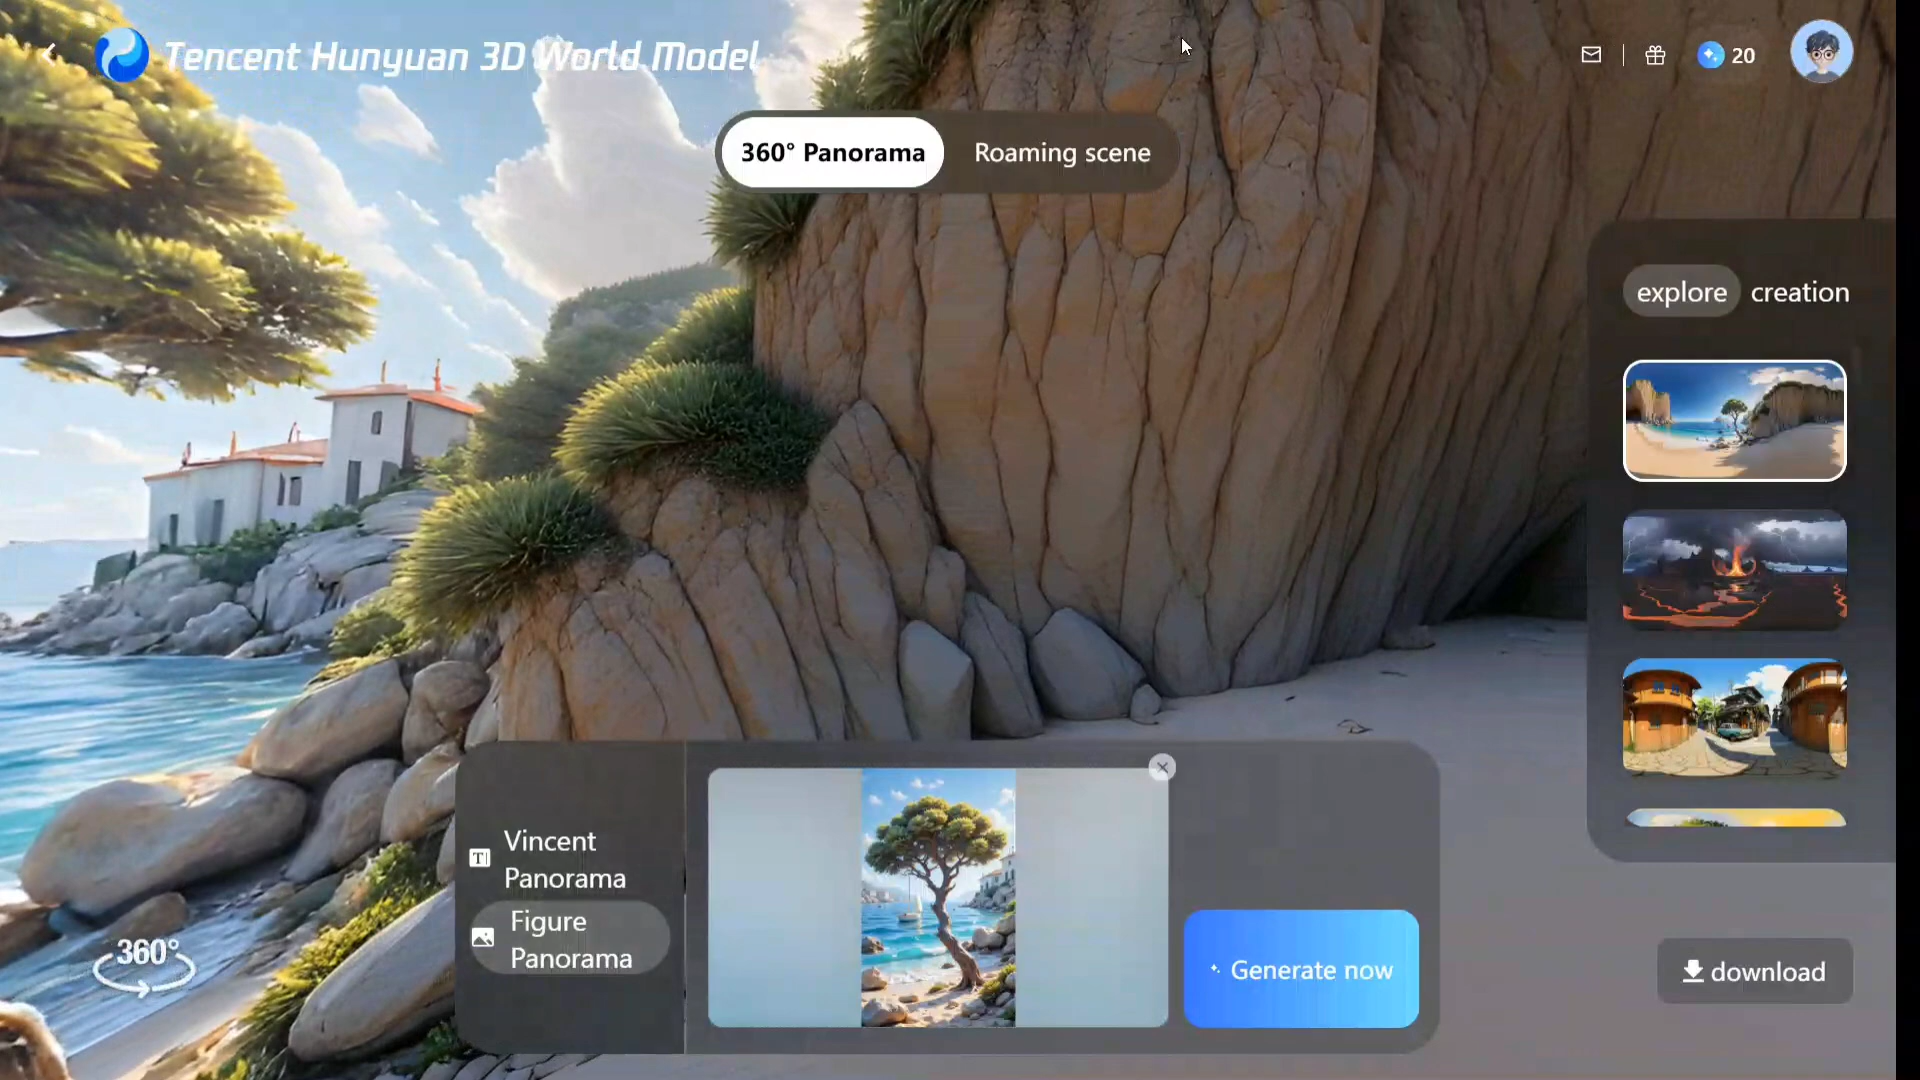 Tencent Hunyuan 3D World Model
20
360° Panorama
Roaming scene
explore
creation
Vincent
Panorama
Figure
Panorama
Generate now
360°
download